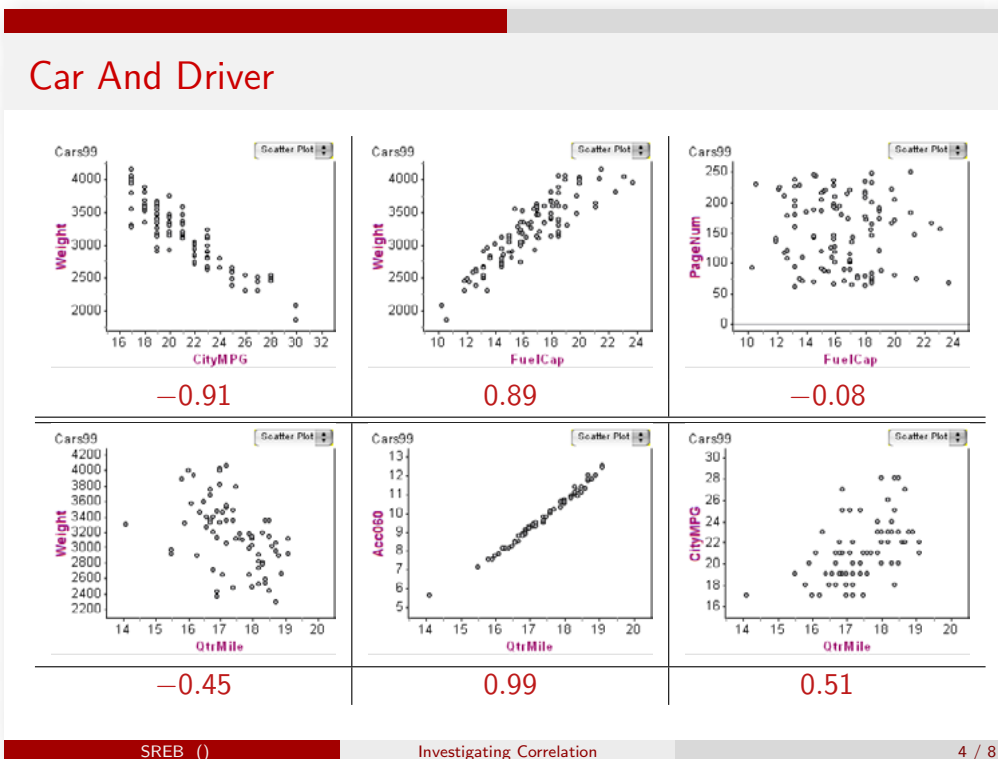 Car And Driver
Cars99 Scatter Plot
4000
3500
3000
2500
2000
Weight
16 18 20 22 24 26 28 30 32
CityMPG
−0.91
Cars99 Scatter Plot
4000
3500
3000
2500
2000
Weight
10 12 14 16 18 20 22 24
FuelCap
0.89
Cars99 Scatter Plot
250
200
150
100
50
0
PageNum
10 12 14 16 18 20 22 24
FuelCap
−0.08
Cars99 Scatter Plot
4200
4000
3800
3600
3400
3200
3000
2800
2600
2400
2200
Weight
14 15 16 17 18 19 20
QtrMile
−0.45
Cars99 Scatter Plot
13
12
11
10
9
8
7
6
5
Acc060
14 15 16 17 18 19 20
QtrMile
0.99
Cars99 Scatter Plot
30
28
26
24
22
20
18
16
CityMPG
14 15 16 17 18 19 20
QtrMile
0.51
SREB () Investigating Correlation 4 / 8